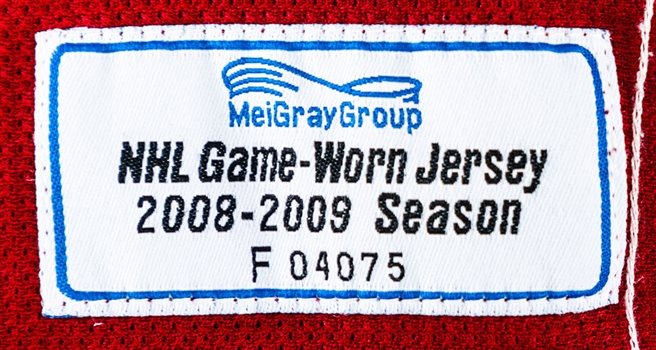 MeiGrayGroup
NHL Game-Worn Jersey
2008-2009 Season
F 04075